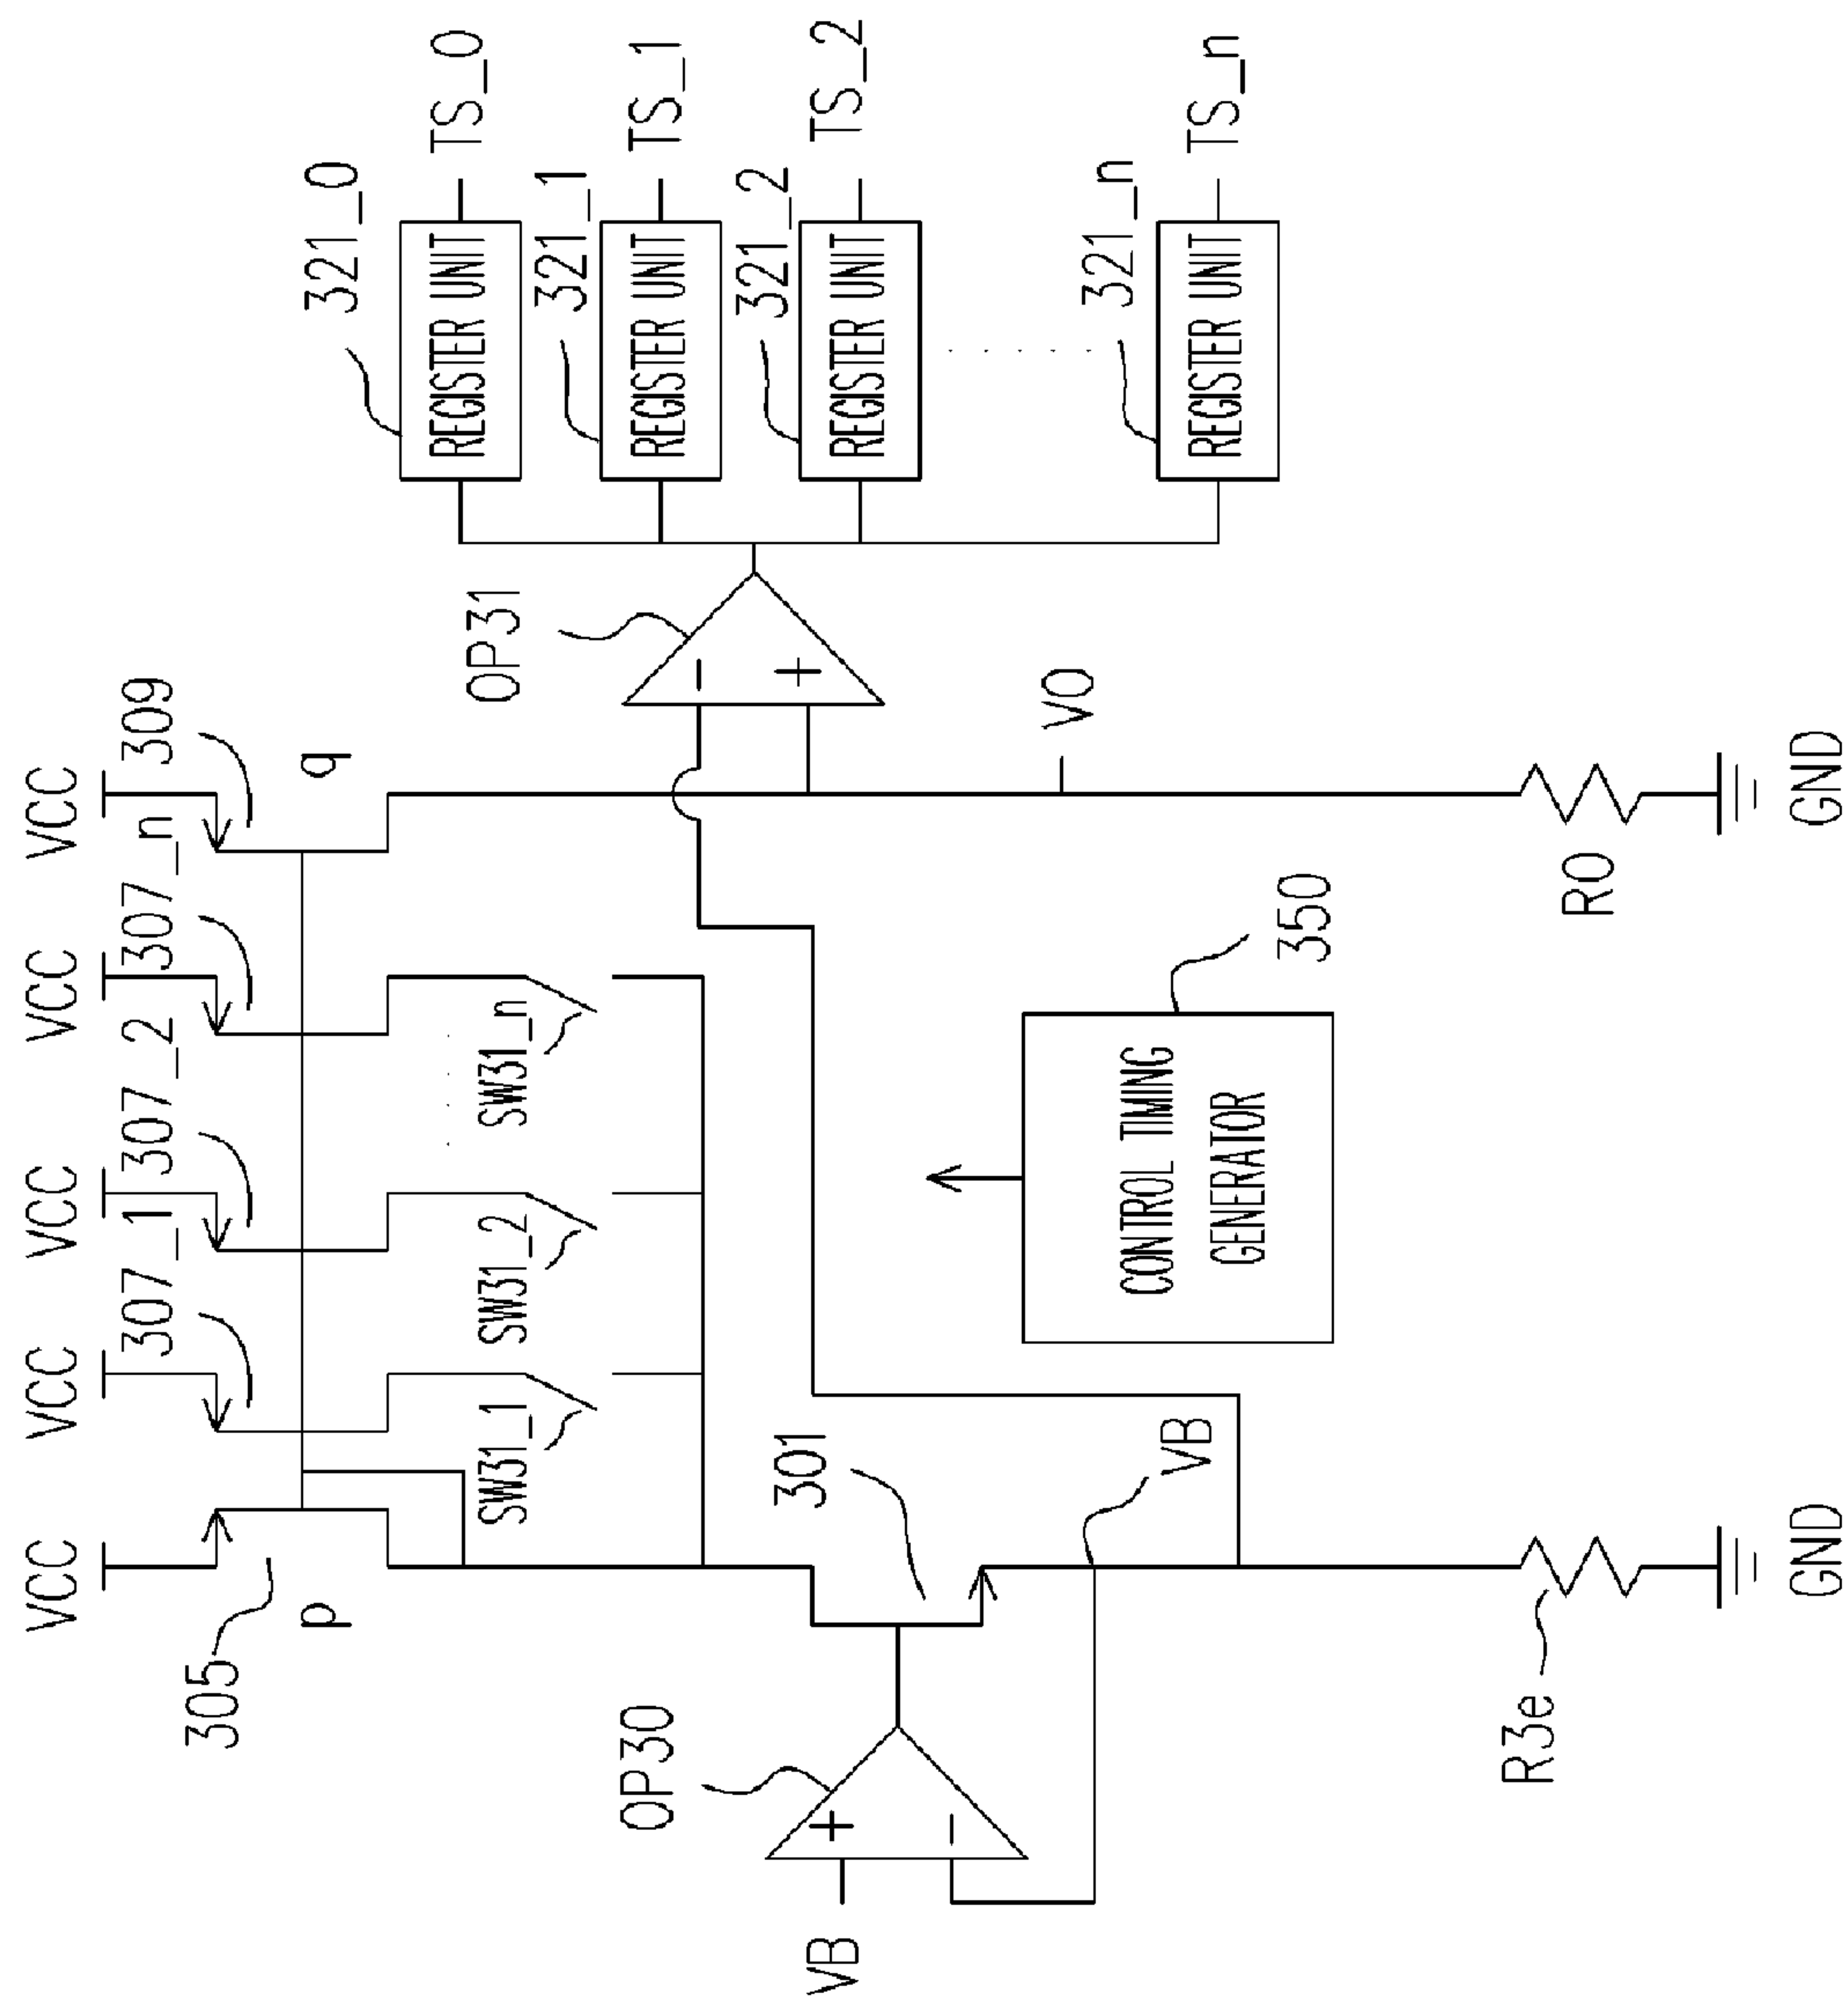 VCC
VCC
VCC
VCC
VCC
305
307_1
307_2
307_n
309
p
q
321_0
REGISTER UNIT
TS_0
SW31_1
SW31_2
SW31_n
OP31
321_1
REGISTER UNIT
TS_1
OP30
321_2
REGISTER UNIT
TS_2
VB
301
VB
VO
321_n
REGISTER UNIT
TS_n
CONTROL TIMING
GENERATOR
350
R3e
RO
GND
GND